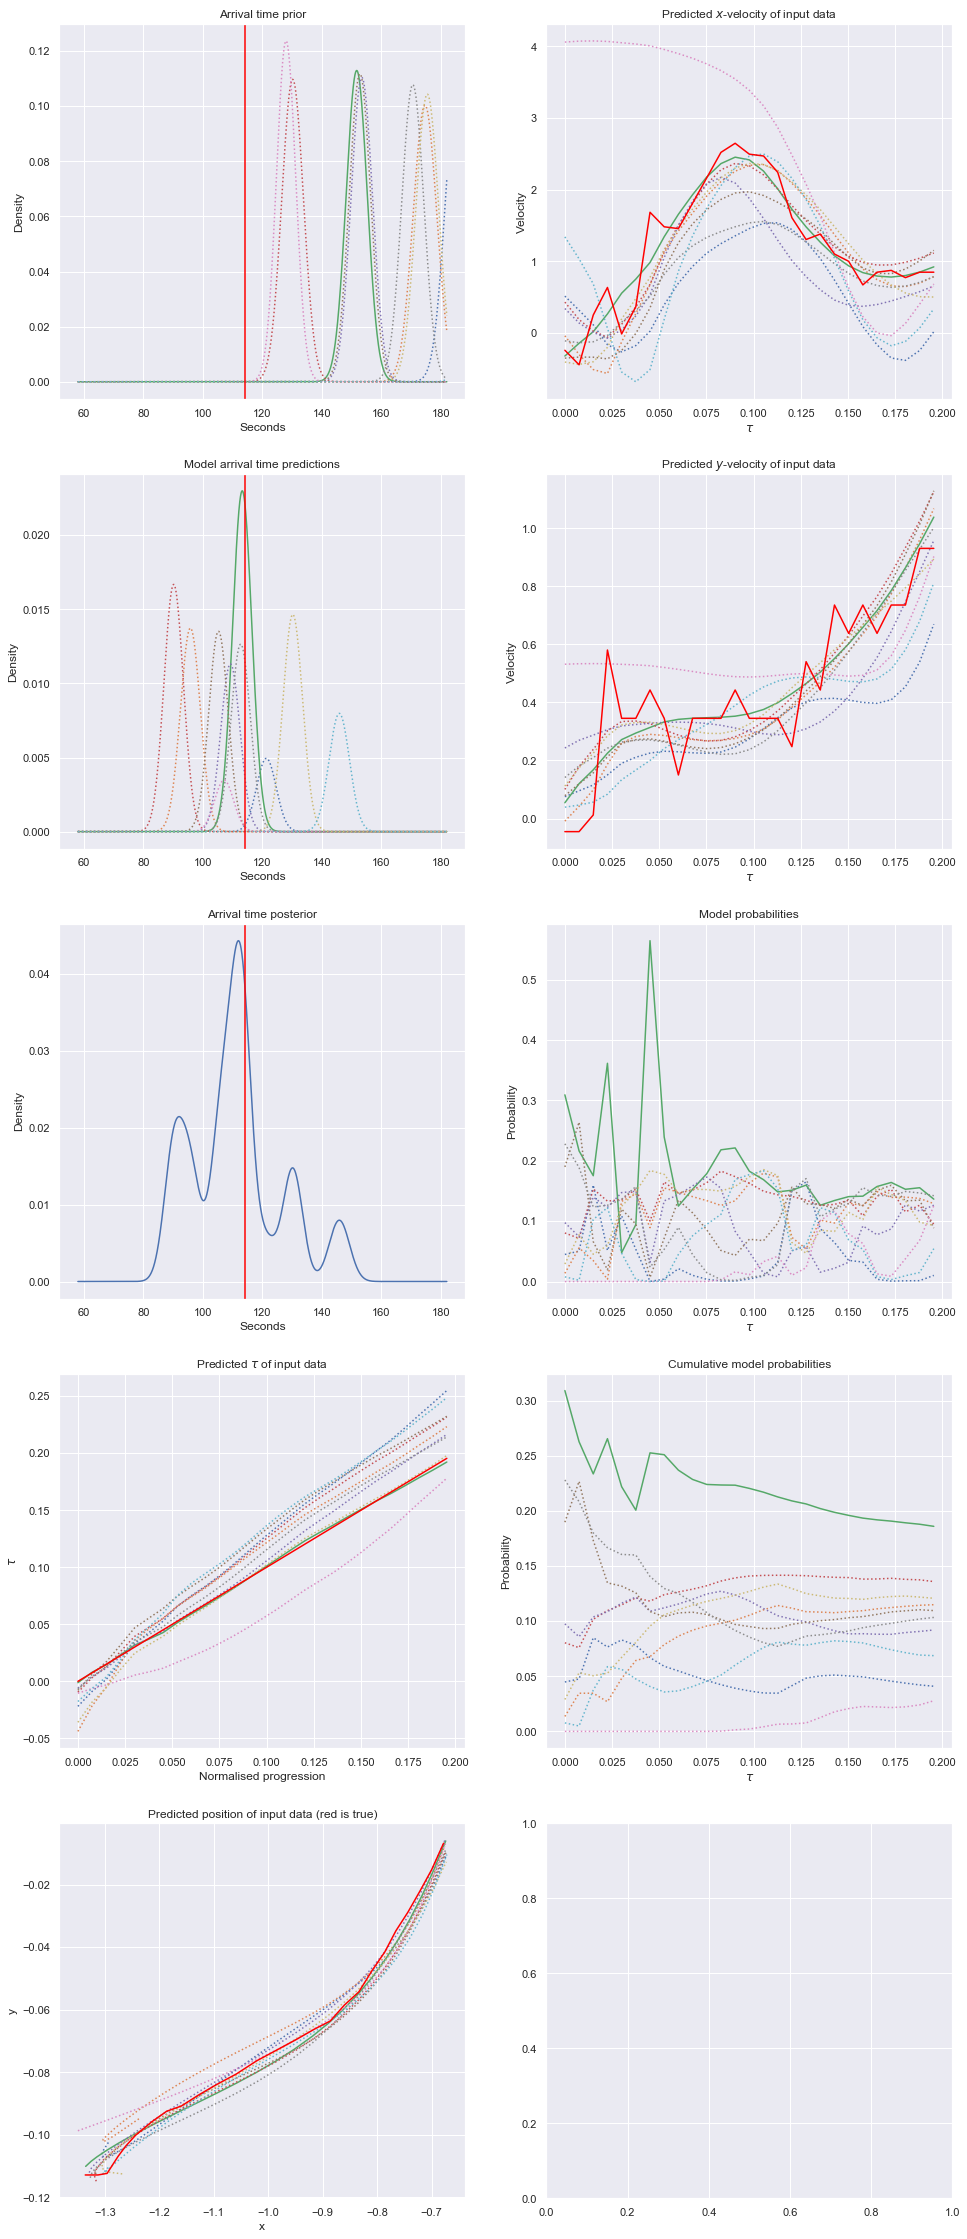 Arrival time prior
Density
0.12
0.10
0.08
0.06
0.04
0.02
0.00
60 80 100 120 140 160 180
Seconds
Predicted x-velocity of input data
Velocity
4
3
2
1
0
0.000 0.025 0.050 0.075 0.100 0.125 0.150 0.175 0.200
τ
Model arrival time predictions
Density
0.020
0.015
0.010
0.005
0.000
60 80 100 120 140 160 180
Seconds
Predicted y-velocity of input data
Velocity
1.0
0.8
0.6
0.4
0.2
0.0
0.000 0.025 0.050 0.075 0.100 0.125 0.150 0.175 0.200
τ
Arrival time posterior
Density
0.04
0.03
0.02
0.01
0.00
60 80 100 120 140 160 180
Seconds
Model probabilities
Probability
0.5
0.4
0.3
0.2
0.1
0.0
0.000 0.025 0.050 0.075 0.100 0.125 0.150 0.175 0.200
τ
Predicted τ of input data
τ
0.25
0.20
0.15
0.10
0.05
0.00
−0.05
0.000 0.025 0.050 0.075 0.100 0.125 0.150 0.175 0.200
Normalised progression
Cumulative model probabilities
Probability
0.30
0.25
0.20
0.15
0.10
0.05
0.00
0.000 0.025 0.050 0.075 0.100 0.125 0.150 0.175 0.200
τ
Predicted position of input data (red is true)
y
−0.02
−0.04
−0.06
−0.08
−0.10
−0.12
−1.3 −1.2 −1.1 −1.0 −0.9 −0.8 −0.7
x
1.0
0.8
0.6
0.4
0.2
0.0
0.0 0.2 0.4 0.6 0.8 1.0